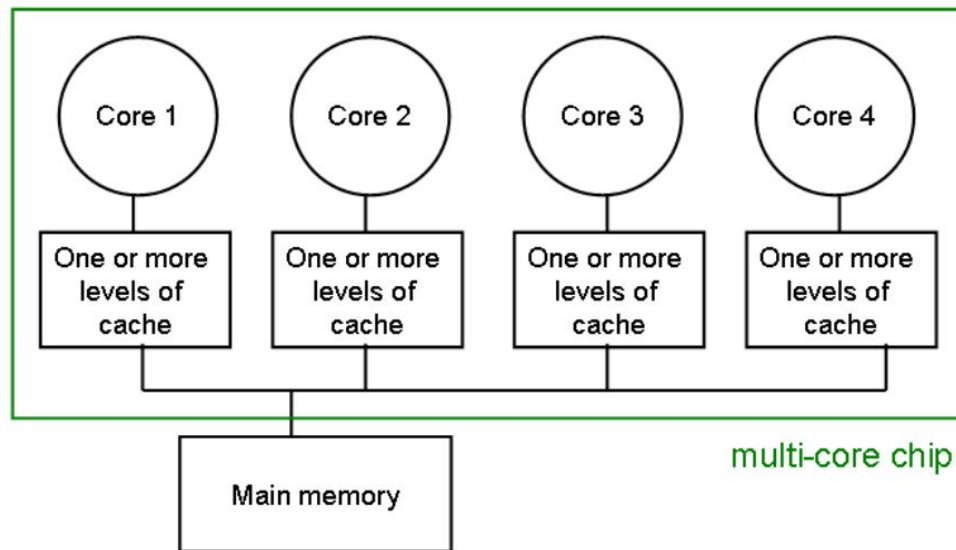 Core 1
Core 2
Core 3
Core 4
One or more
levels of
cache
One or more
levels of
cache
One or more
levels of
cache
One or more
levels of
cache
multi-core chip
Main memory